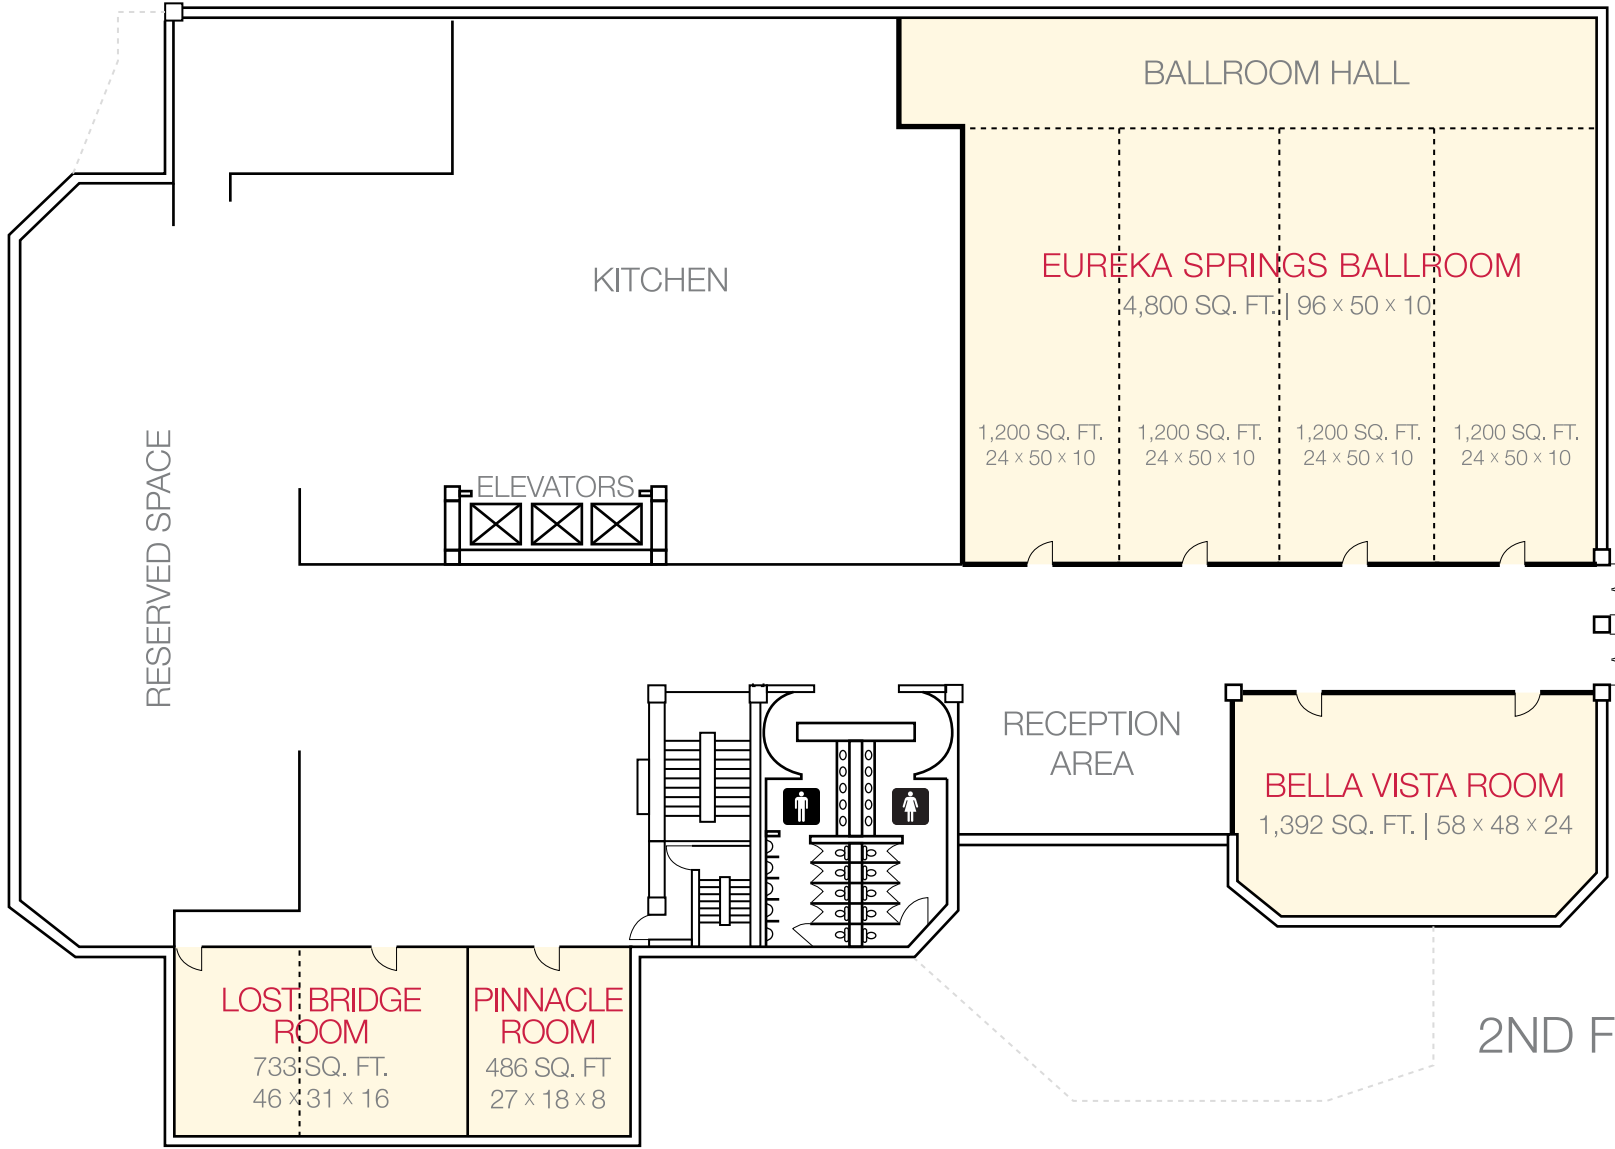 BALLROOM HALL
KITCHEN
EUREKA SPRINGS BALLROOM
4,800 SQ. FT. | 96 x 50 x 10
1,200 SQ. FT.
24 x 50 x 10
1,200 SQ. FT.
24 x 50 x 10
1,200 SQ. FT.
24 x 50 x 10
1,200 SQ. FT.
24 x 50 x 10
RESERVED SPACE
ELEVATORS
RECEPTION
AREA
BELLA VISTA ROOM
1,392 SQ. FT. | 58 x 48 x 24
LOST BRIDGE
ROOM
733 SQ. FT.
46 x 31 x 16
PINNACLE
ROOM
486 SQ. FT
27 x 18 x 8
2ND F